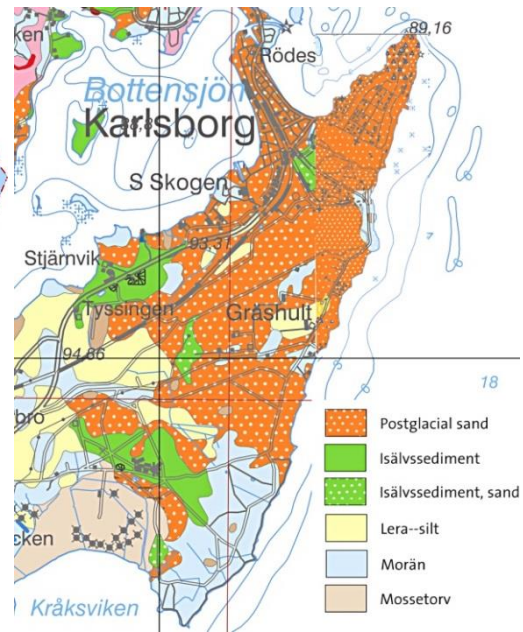 ken
89,16
Rödes
Bottensjön
Karlsborg
S Skogen
93,31
Stjärnvik
Tyssingen
Gräshult
94,86
18
bro
Postglacial sand
Isälvssediment
Isälvssediment, sand
Lera--silt
Morän
Mossetorv
cken
Kråksviken